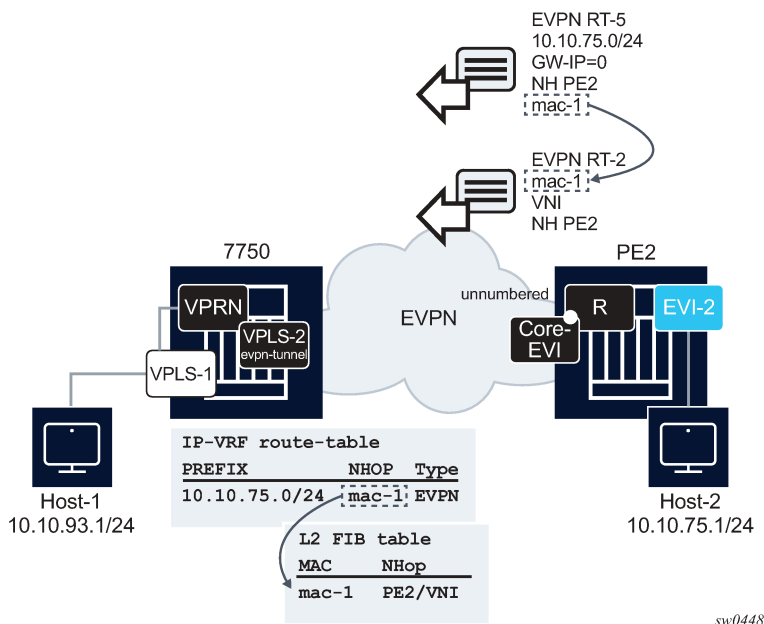 EVPN RT-5
10.10.75.0/24
GW-IP=0
NH PE2
mac-1
EVPN RT-2
mac-1
VNI
NH PE2
7750
PE2
VPRN
VPLS-2
evpn-tunnel
VPLS-1
EVPN
unnumbered
R
EVI-2
Core-
EVI
Host-1
10.10.93.1/24
Host-2
10.10.75.1/24
IP-VRF route-table
PREFIX NHOP Type
10.10.75.0/24 mac-1 EVPN
L2 FIB table
MAC NHop
mac-1 PE2/VNI
sw0448